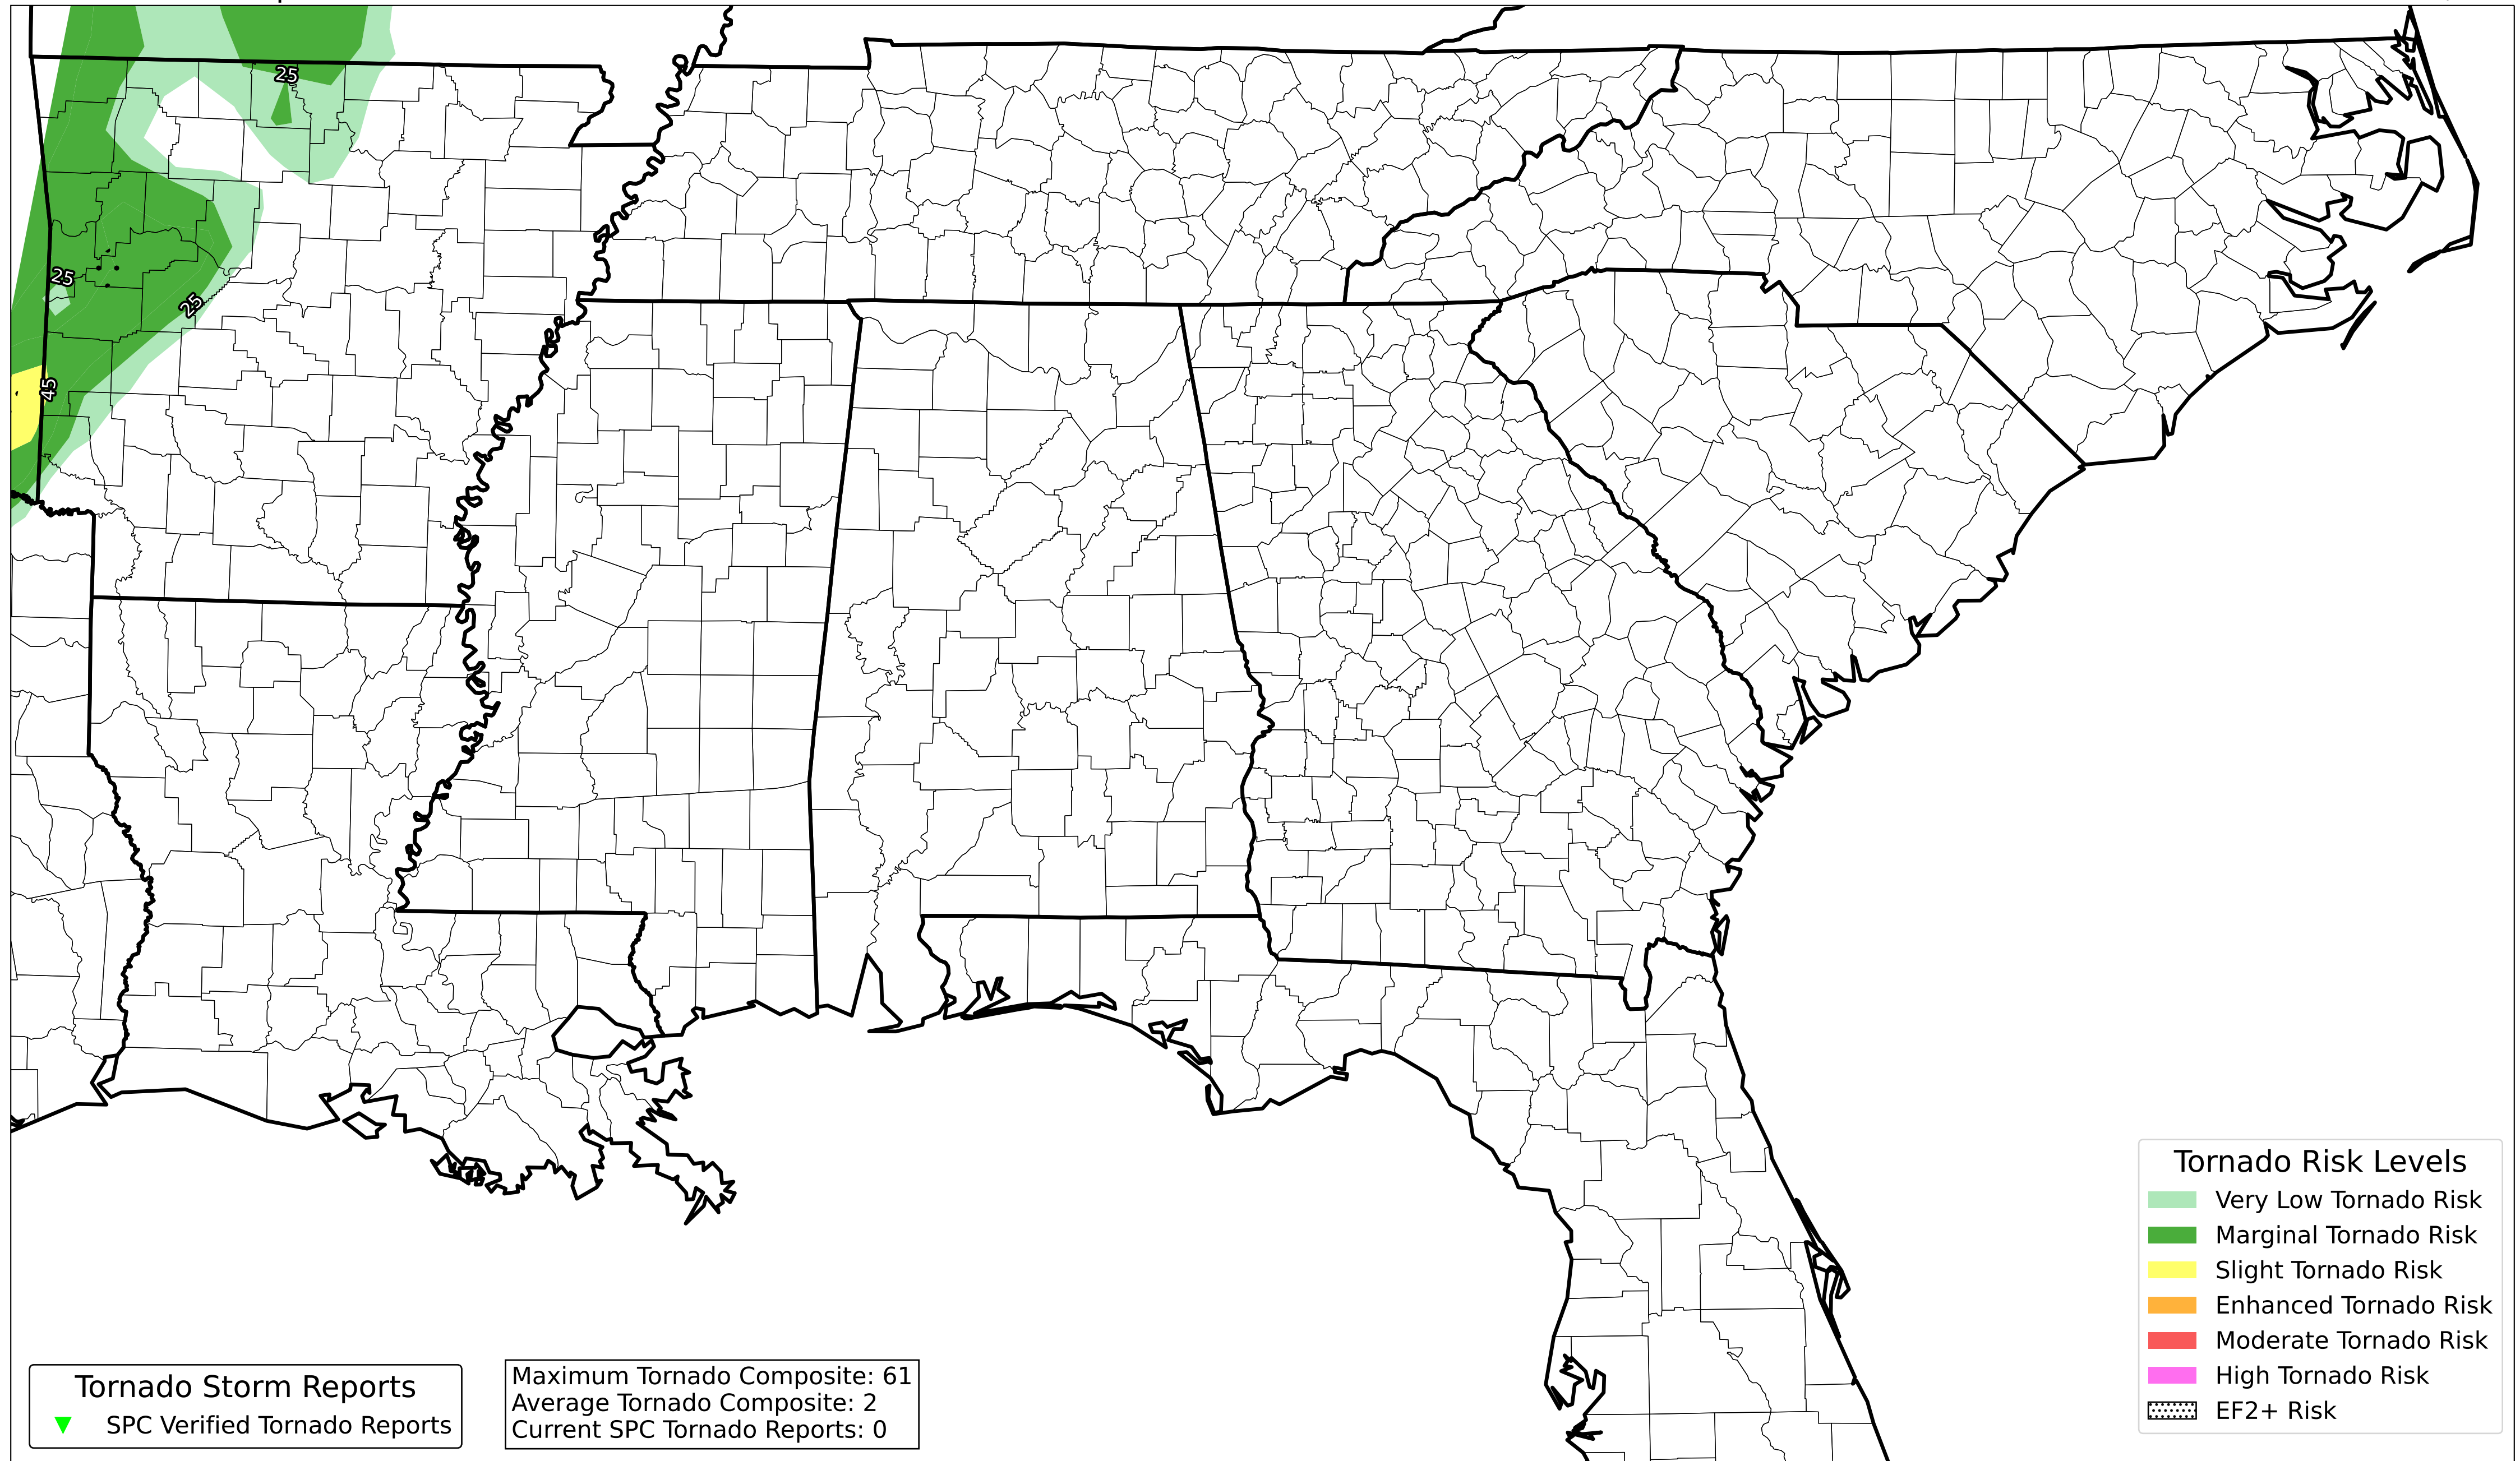 25
25
25
45
Tornado Risk Levels
Very Low Tornado Risk
Marginal Tornado Risk
Slight Tornado Risk
Enhanced Tornado Risk
Moderate Tornado Risk
High Tornado Risk
EF2+ Risk
Tornado Storm Reports
SPC Verified Tornado Reports
Maximum Tornado Composite: 61
Average Tornado Composite: 2
Current SPC Tornado Reports: 0